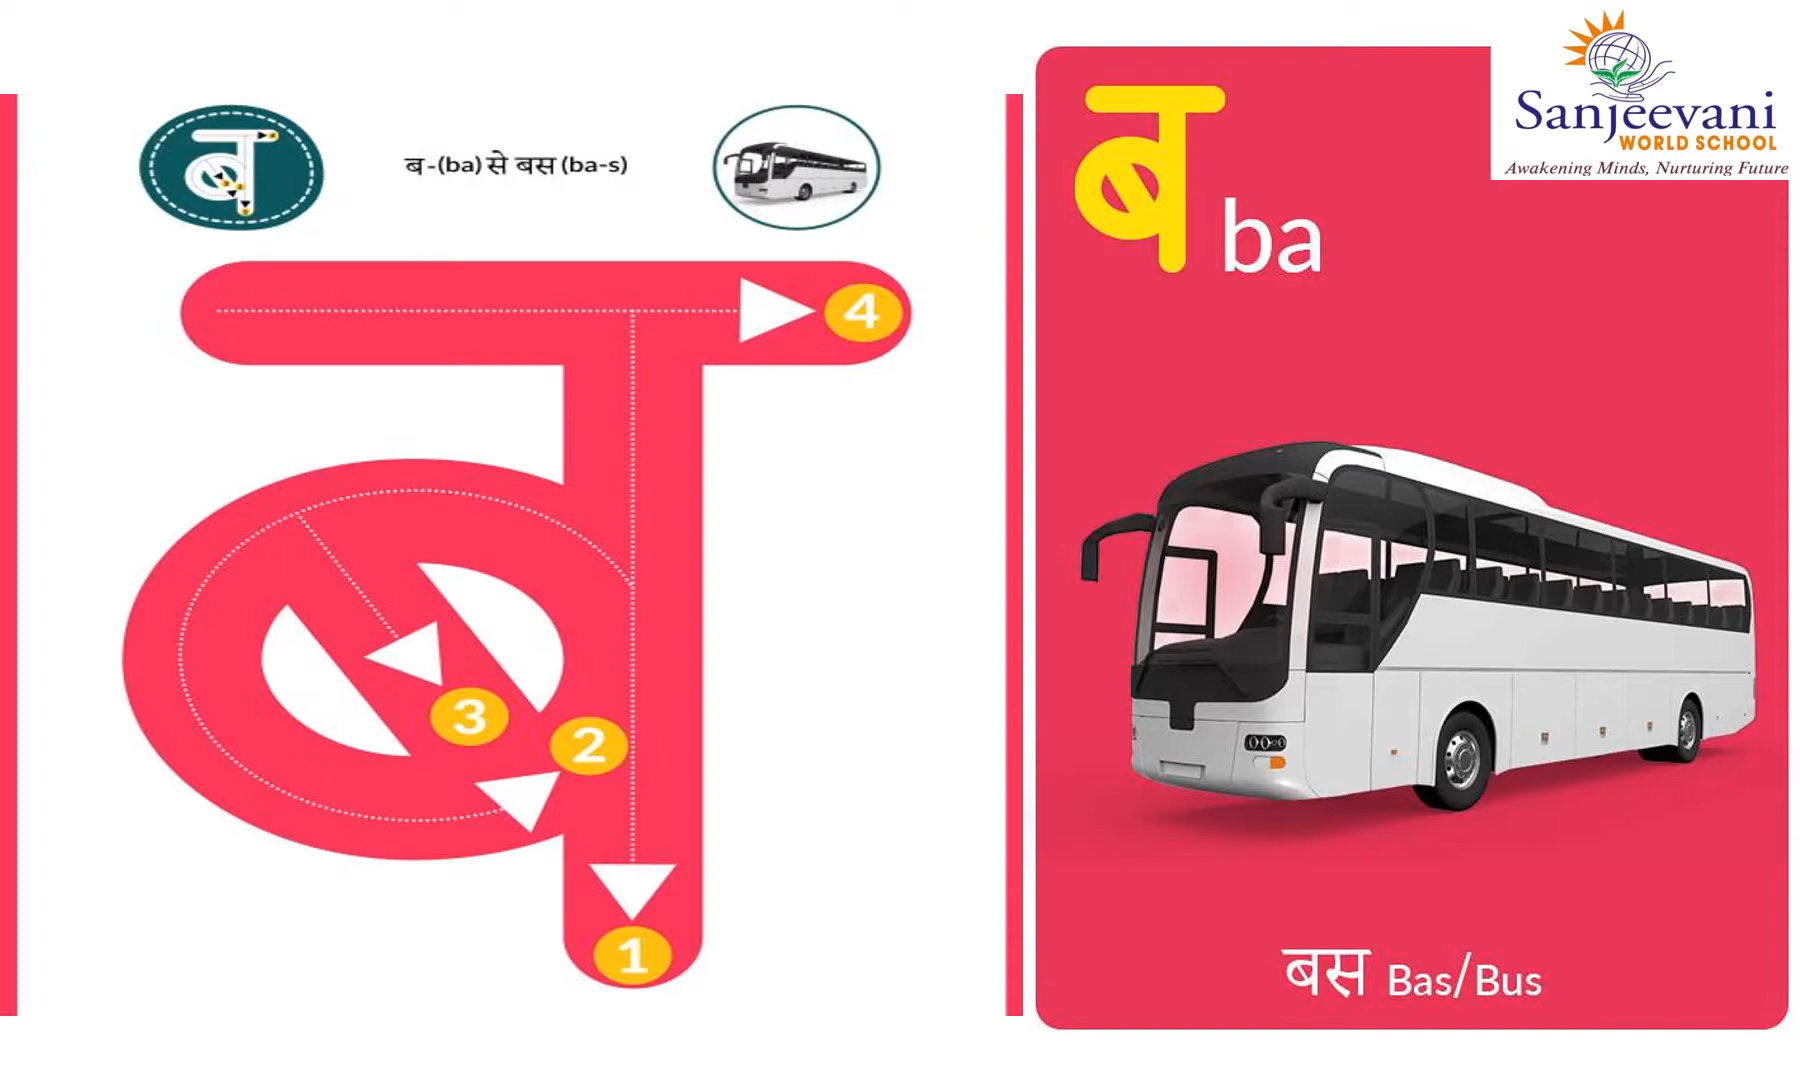 ब-(ba) से बस (ba-s)
4
3
2
1
ब
ba
Sanjeevani
WORLD SCHOOL
Awakening Minds, Nurturing Future
बस Bas/Bus